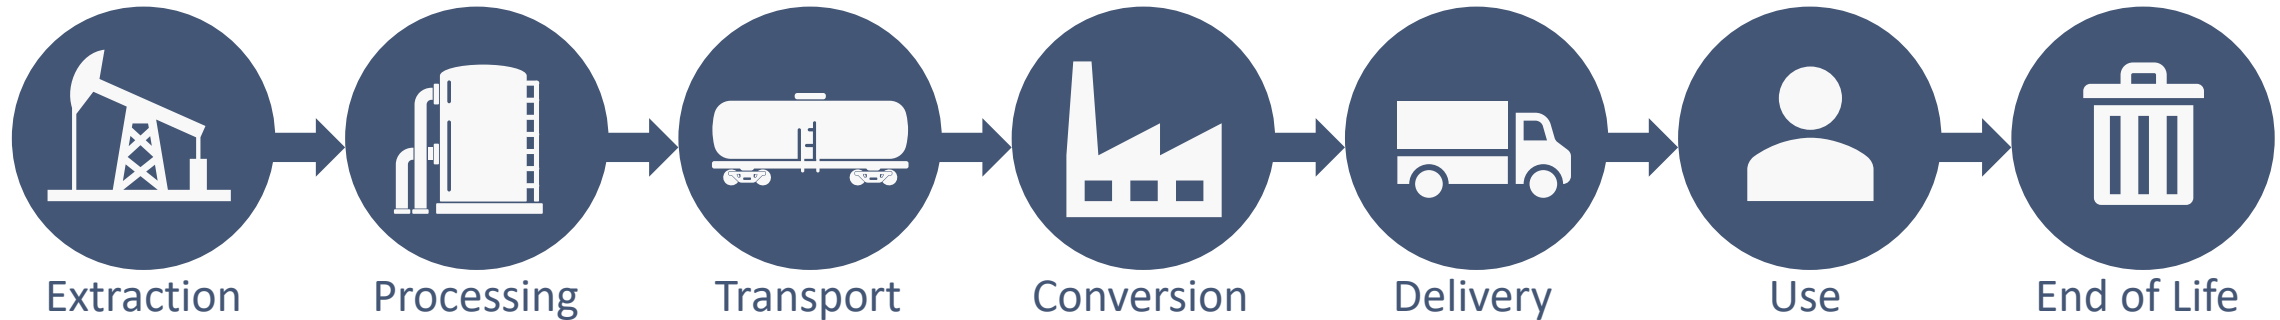 Extraction
Processing
Transport
Conversion
Delivery
Use
End of Life